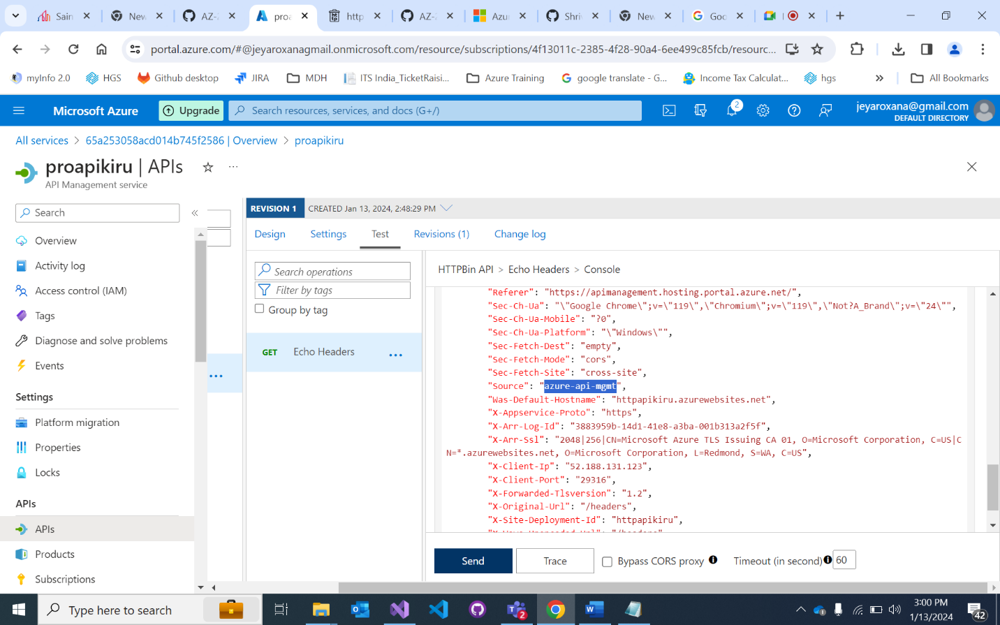 Sain
New
AZ-
proa
http
AZ-
Azur
Shri
New
Goo
portal.azure.com/#@jeyaroxanagmail.onmicrosoft.com/resource/subscriptions/4f13011c-2385-4f28-90a4-6ee499c85fcb/resourc...
myInfo 2.0
HGS
Github desktop
JIRA
MDH
ITS India_TicketRaisi...
Azure Training
google translate - G...
Income Tax Calculat...
hgs
»
All Bookmarks
Microsoft Azure
Upgrade
Search resources, services, and docs (G+/)
2
jeyaroxana@gmail.com
DEFAULT DIRECTORY
All services > 65a253058acd014b745f2586 | Overview > proapikiru
proapikiru | APIs
API Management service
Search
Overview
Activity log
Access control (IAM)
Tags
Diagnose and solve problems
Events
Settings
Platform migration
Properties
Locks
APIs
APIs
Products
Subscriptions
REVISION 1 CREATED Jan 13, 2024, 2:48:29 PM
Design Settings Test Revisions (1) Change log
Search operations
Filter by tags
Group by tag
GET Echo Headers
HTTPBin API > Echo Headers > Console
"Referer": "https://apimanagement.hosting.portal.azure.net/",
"Sec-Ch-Ua": "\"Google Chrome\";v=\"119\",\"Chromium\";v=\"119\",\"Not?A_Brand\";v=\"24\"",
"Sec-Ch-Ua-Mobile": "?0",
"Sec-Ch-Ua-Platform": "\"Windows\"",
"Sec-Fetch-Dest": "empty",
"Sec-Fetch-Mode": "cors",
"Sec-Fetch-Site": "cross-site",
"Source": "azure-api-mgmt",
"Was-Default-Hostname": "httpapikiru.azurewebsites.net",
"X-Appservice-Proto": "https",
"X-Arr-Log-Id": "3883959b-14d1-41e8-a3ba-001b313a2f5f",
"X-Arr-Ssl": "2048|256|CN=Microsoft Azure TLS Issuing CA 01, O=Microsoft Corporation, C=US|C
N=*.azurewebsites.net, O=Microsoft Corporation, L=Redmond, S=WA, C=US",
"X-Client-Ip": "52.188.131.123",
"X-Client-Port": "29316",
"X-Forwarded-Tlsversion": "1.2",
"X-Original-Url": "/headers",
"X-Site-Deployment-Id": "httpapikiru",
Send
Trace
Bypass CORS proxy
Timeout (in second)
60
Type here to search
2
3:00 PM
1/13/2024
42